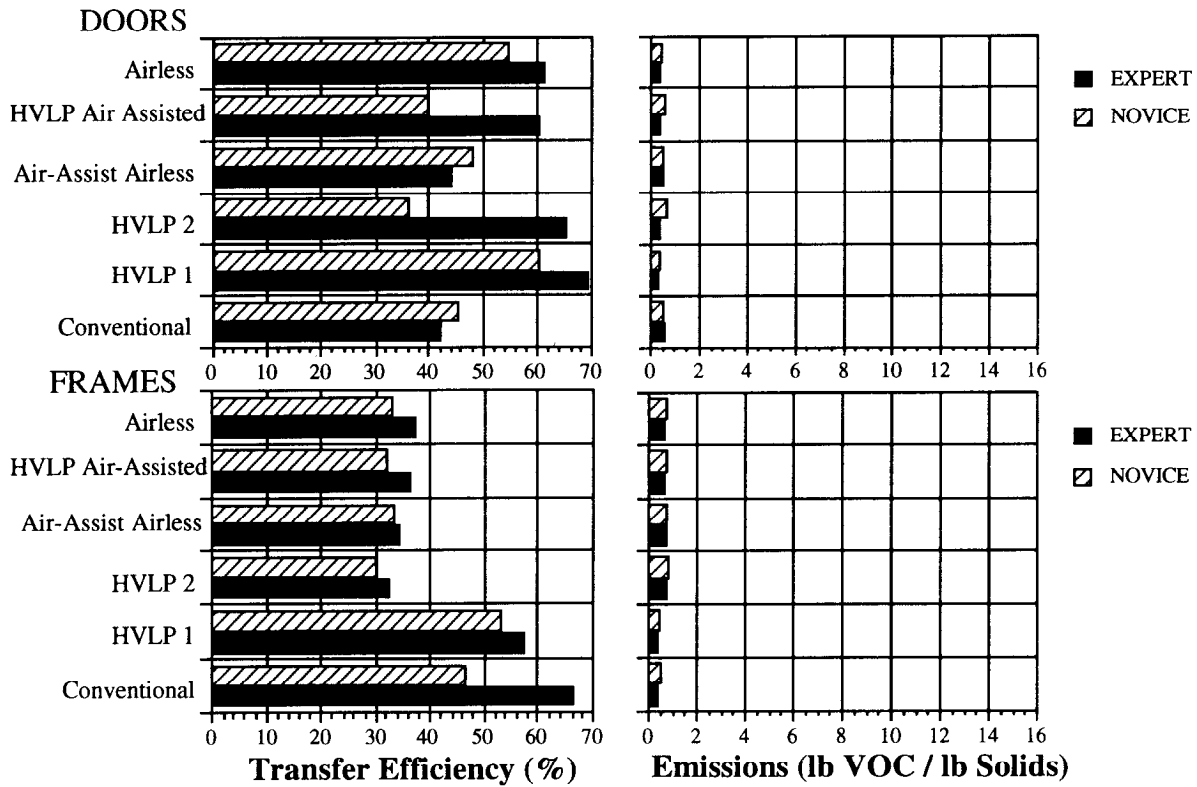 DOORS
Airless
HVLP Air Assisted
Air-Assist Airless
HVLP 2
HVLP 1
Conventional
0 10 20 30 40 50 60 70
0 2 4 6 8 10 12 14 16
EXPERT
NOVICE
FRAMES
Airless
HVLP Air-Assisted
Air-Assist Airless
HVLP 2
HVLP 1
Conventional
0 10 20 30 40 50 60 70
Transfer Efficiency (%)
0 2 4 6 8 10 12 14 16
Emissions (lb VOC / lb Solids)
EXPERT
NOVICE